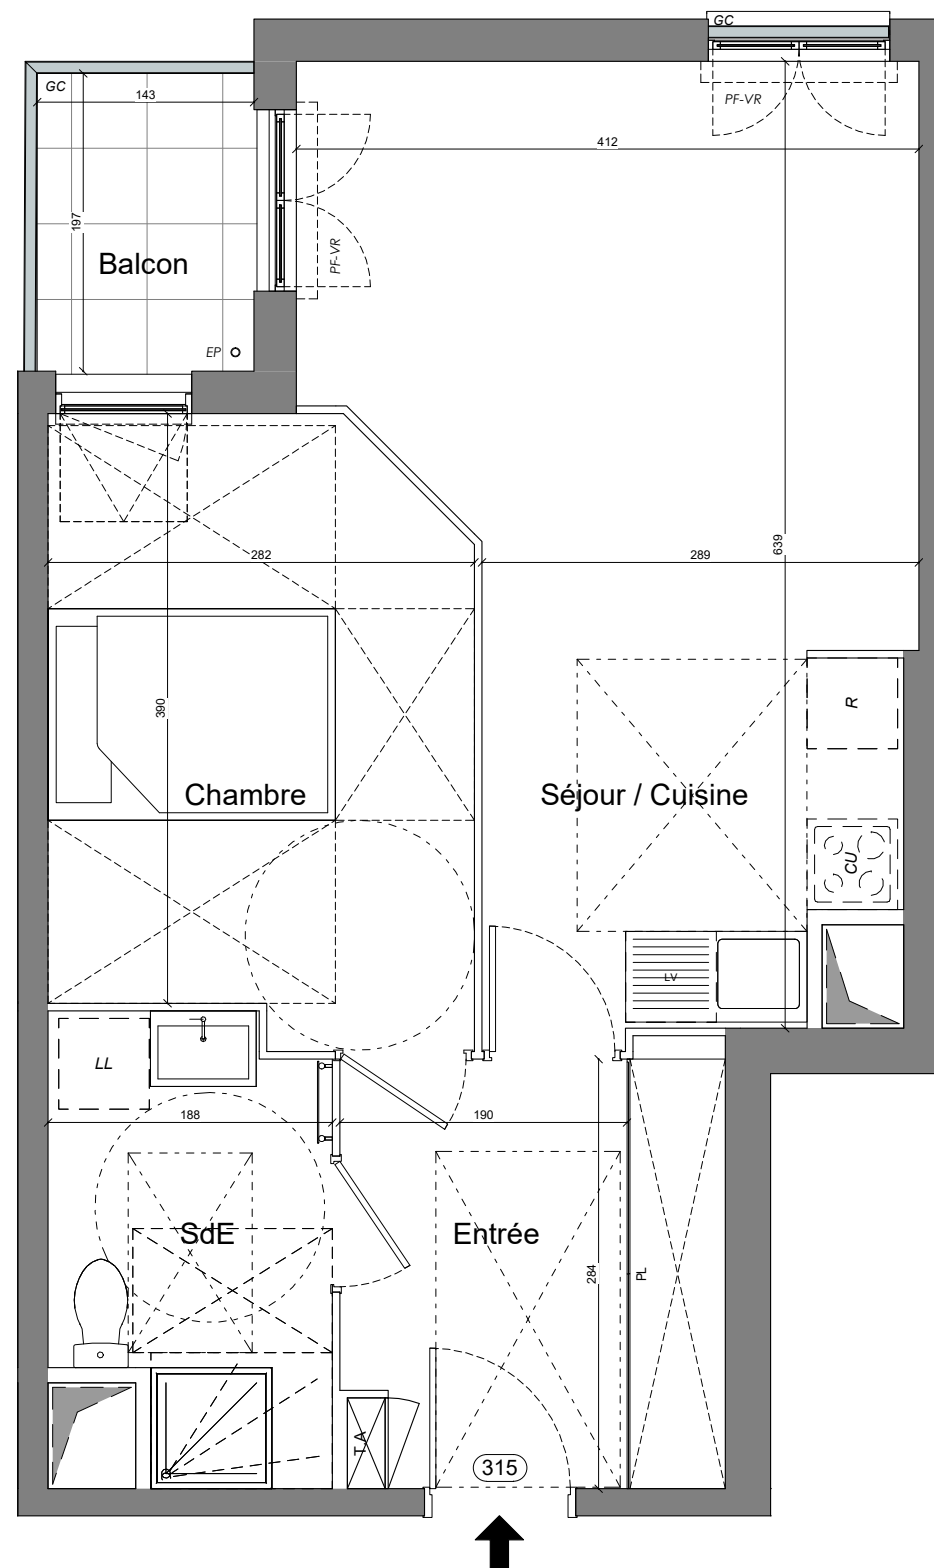 GC
GC
143
PF-VR
412
197
PF-VR
Balcon
EP
282
289
639
390
R
Chambre
Séjour / Cuisine
CU
LV
LL
188
190
SdE
Entrée
284
PL
T.A
315